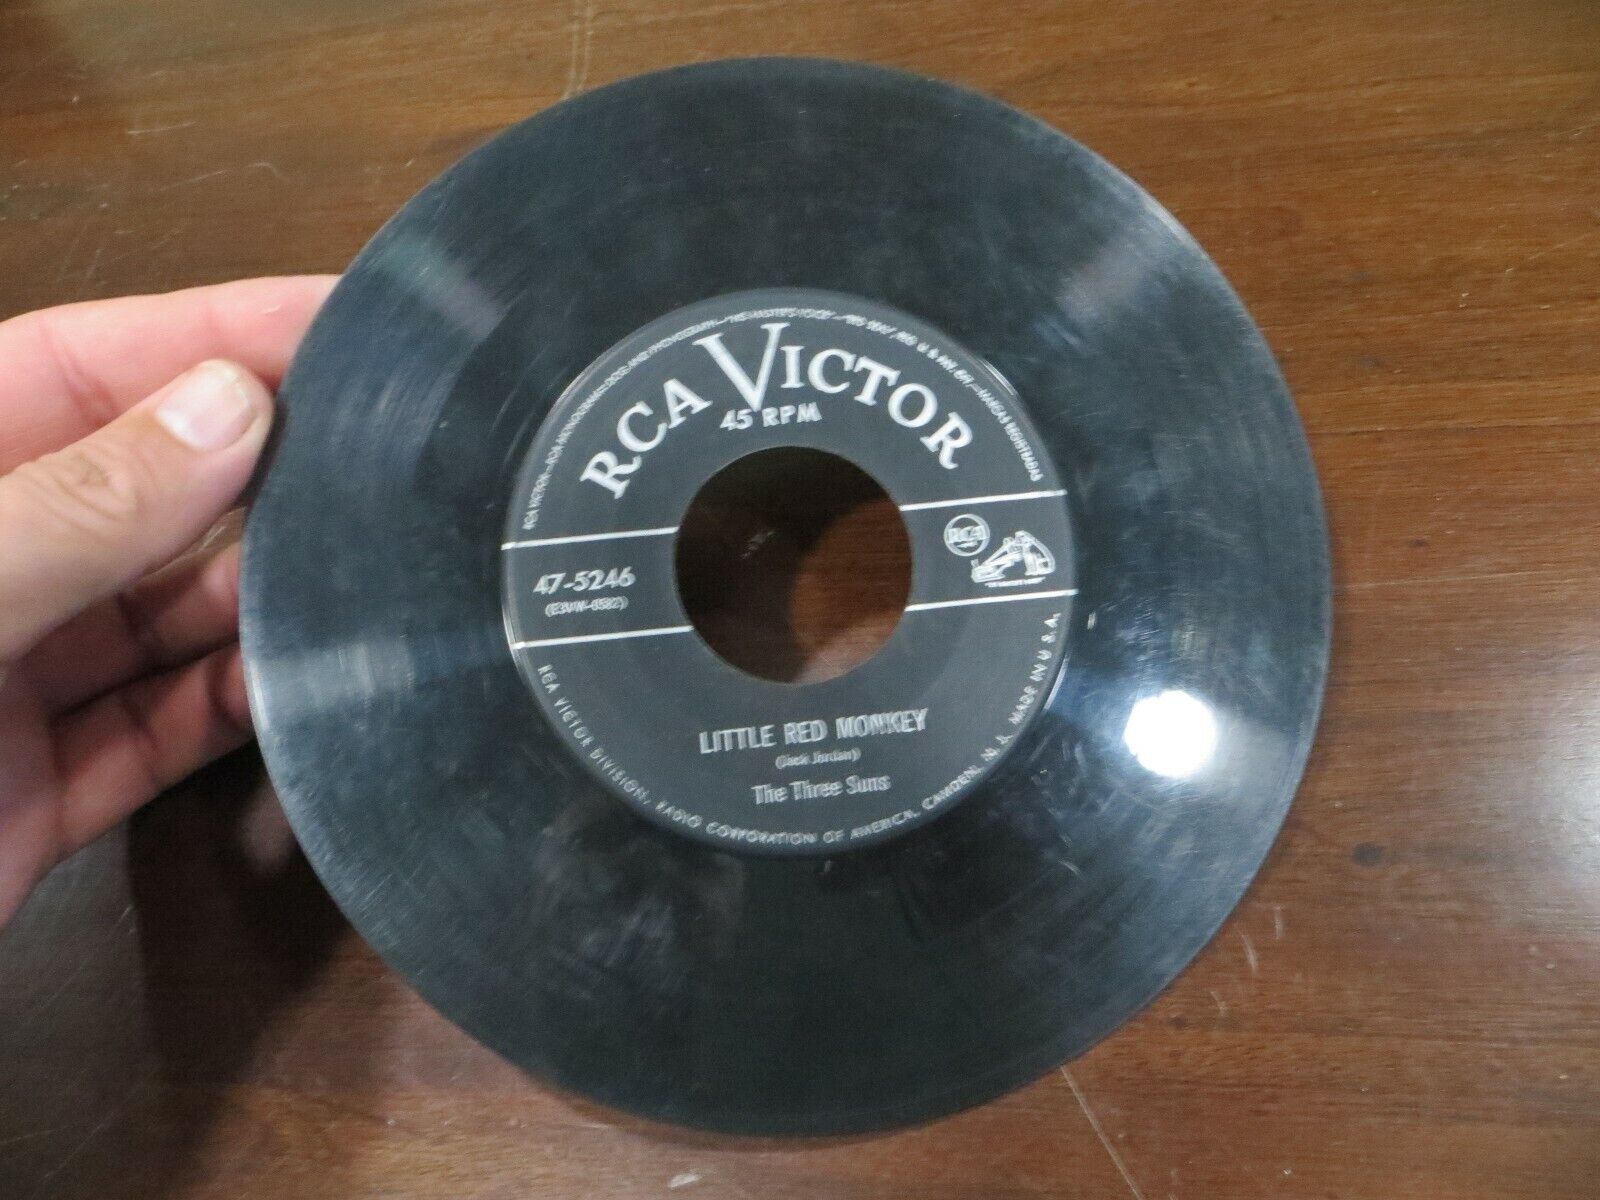 RCA VICTOR
45 RPM
RCA
47-5246
LITTLE RED MONKEY
(Jack Jordan)
The Three Suns
RCA VICTOR DIVISION, RADIO CORPORATION OF AMERICA, CAMDEN, N. J. MADE IN U.S.A.